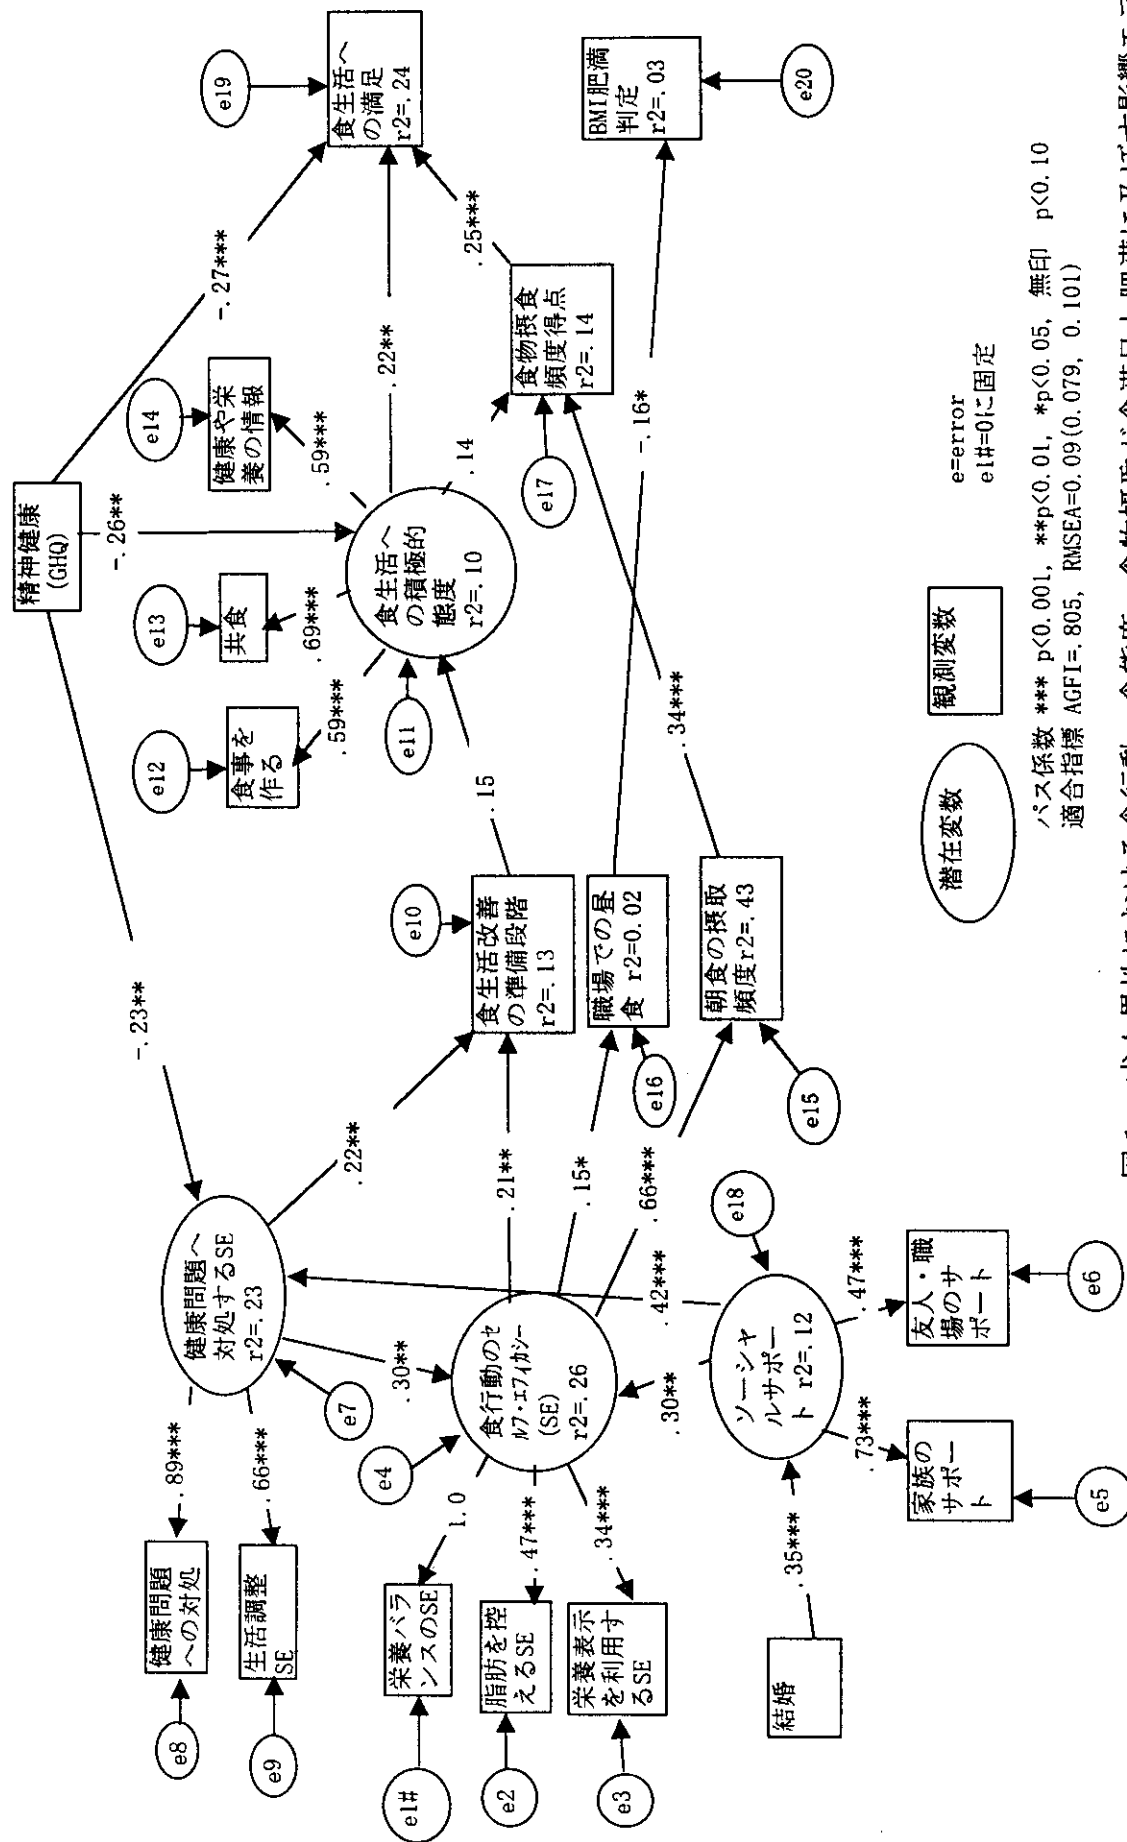 e8
健康問題
への対処
e9
生活調整
SE
.89***
.66***
健康問題へ
対処するSE
r2=.23
e7
-.23**
精神健康
(GHQ)
-.26**
-.27***
e12
食事を
作る
e13
共食
e14
健康や栄
養の情報
.59***
.69***
.59***
e11
食生活へ
の積極的
態度
r2=.10
e19
食生活へ
の満足
r2=.24
.22**
.25***
.14
食物摂食
頻度得点
r2=.14
e17
.22**
.30**
e10
食生活改善
の準備段階
r2=.13
.15
e1#
栄養バラ
ンスのSE
e2
脂肪を控
えるSE
e3
栄養表示
を利用す
るSE
1.0
.47***
.34***
e4
食行動のセ
ルフ・エフィカシー
(SE)
r2=.26
.21**
.15*
.66***
職場での昼
食 r2=0.02
e16
朝食の摂取
頻度r2=.43
e15
.34***
-.16*
BMI肥満
判定
r2=.03
e20
.30**
.42***
結婚
.35***
ソーシャ
ルサポー
ト r2=.12
e18
.73***
.47***
家族の
サポー
ト
e5
友人・職
場のサ
ポート
e6
潜在変数
観測変数
e=error
e1#=0に固定
パス係数 *** p<0.001, **p<0.01, *p<0.05, 無印 p<0.10
適合指標 AGFI=.805, RMSEA=0.09(0.079, 0.101)